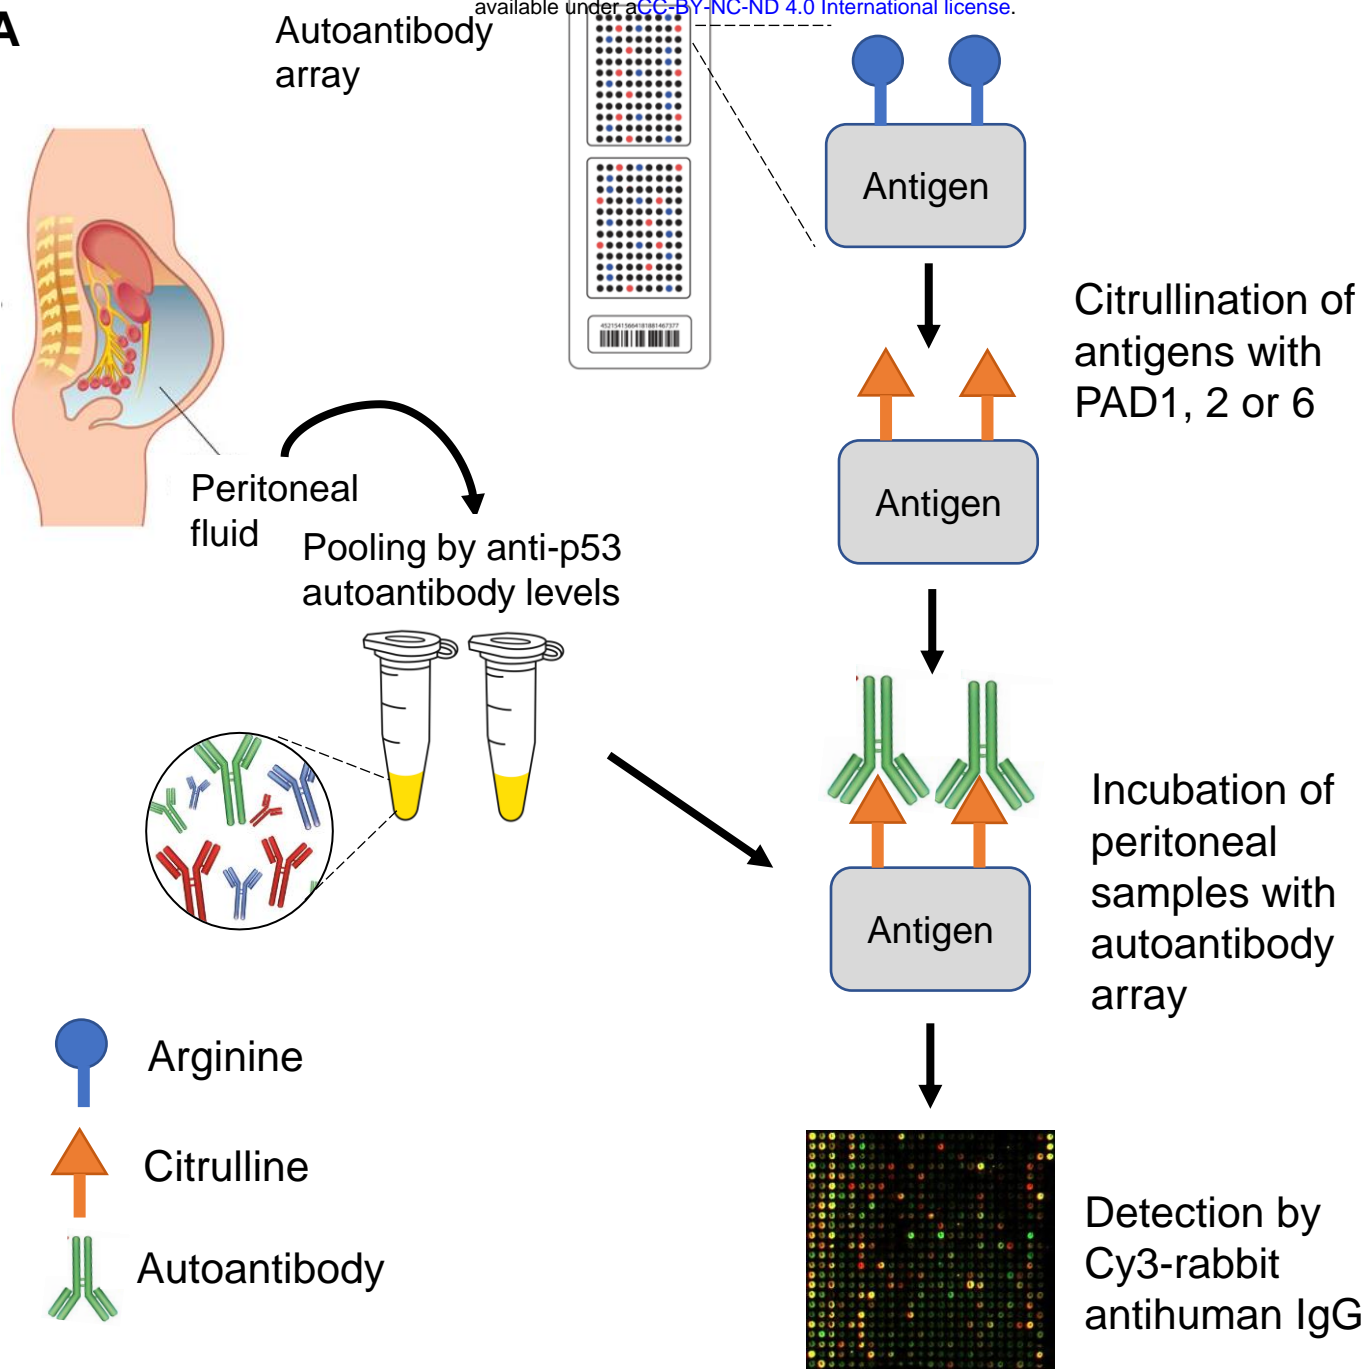 available under aCC-BY-NC-ND 4.0 International license.
A
Autoantibody
array
Antigen
45215415664181881467377
Citrullination of
antigens with
PAD1, 2 or 6
Antigen
Peritoneal
fluid
Pooling by anti-p53
autoantibody levels
Incubation of
peritoneal
samples with
autoantibody
array
Antigen
Arginine
Citrulline
Autoantibody
Detection by
Cy3-rabbit
antihuman IgG